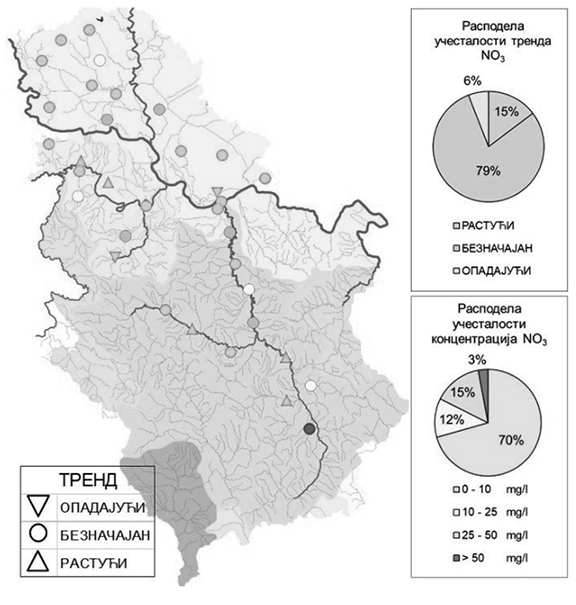 Расподела
учесталости тренда
NO3
6%
15%
79%
РАСТУЋИ
БЕЗНАЧАЈАН
ОПАДАЈУЋИ
Расподела
учесталости
концентрација NO3
3%
15%
12%
70%
0 - 10 mg/l
10 - 25 mg/l
25 - 50 mg/l
> 50 mg/l
ТРЕНД
ОПАДАЈУЋИ
БЕЗНАЧАЈАН
РАСТУЋИ